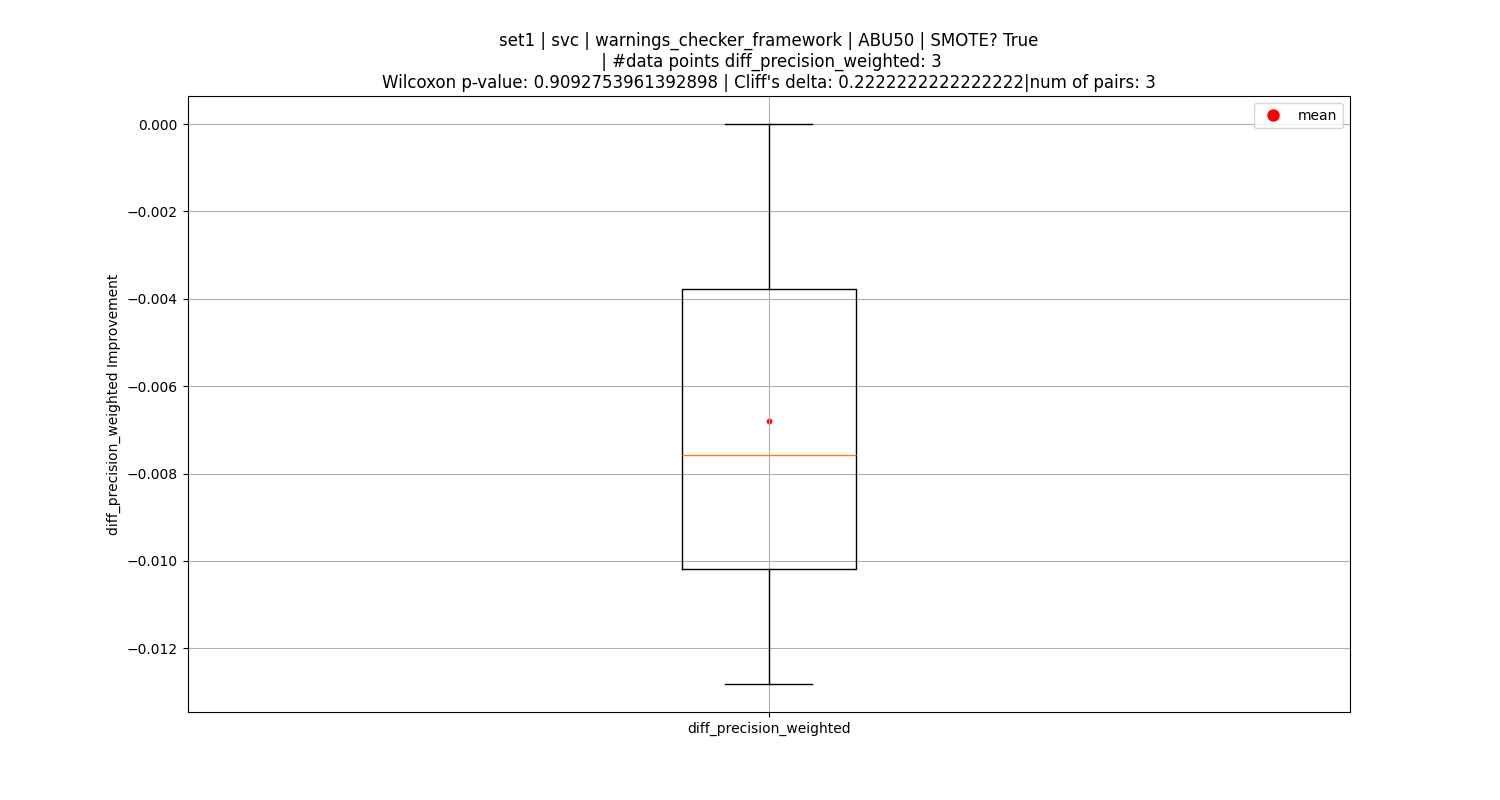 set1 | svc | warnings_checker_framework | ABU50 | SMOTE? True
| #data points diff_precision_weighted: 3
Wilcoxon p-value: 0.9092753961392898 | Cliff's delta: 0.2222222222222222|num of pairs: 3
mean
0.000
−0.002
−0.004
−0.006
−0.008
−0.010
−0.012
diff_precision_weighted Improvement
diff_precision_weighted